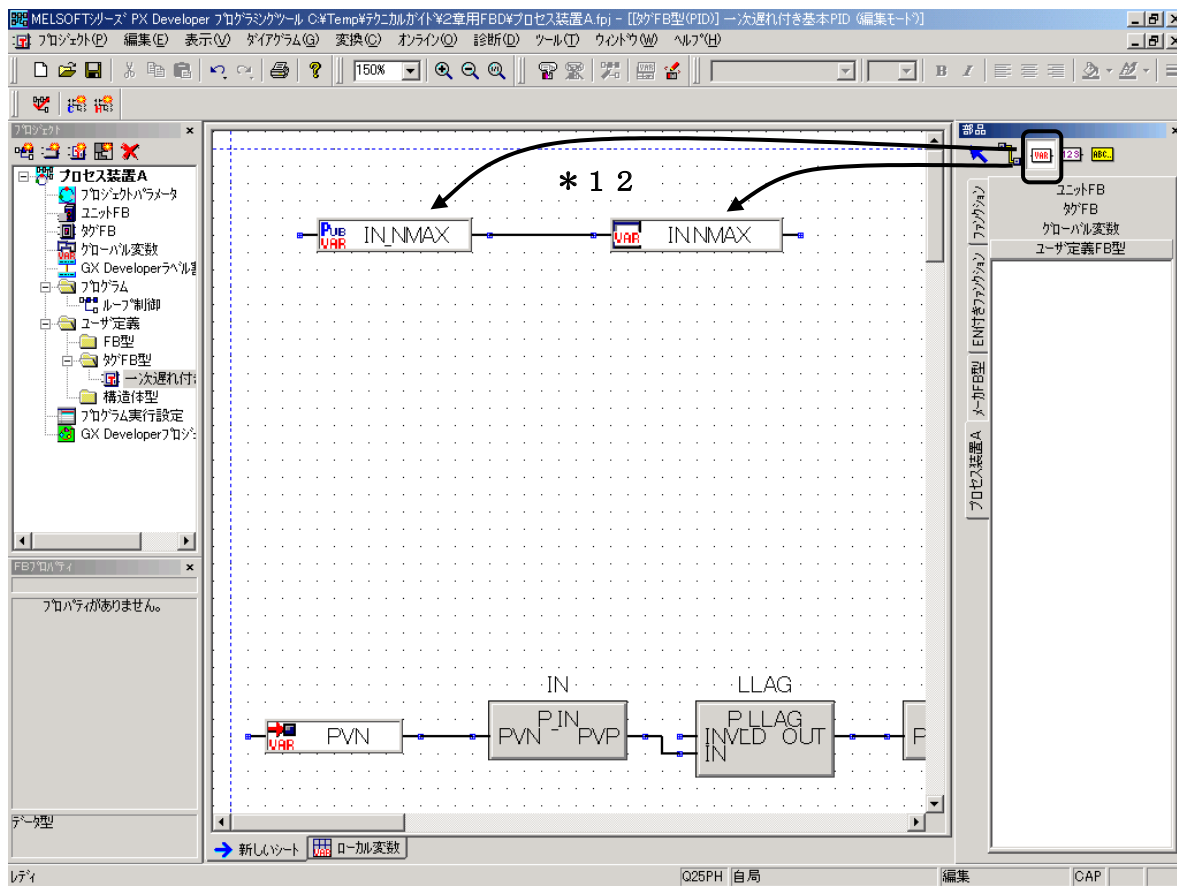 MELSOFTシリーズ PX Developer プログラミングツール C:¥Temp¥テクニカルガイド¥2章用FBD¥プロセス装置A.fpj - [[タグFB型(PID)] 一次遅れ付き基本PID (編集モード)]
プロジェクト(P) 編集(E) 表示(V) ダイアグラム(G) 変換(C) オンライン(O) 診断(D) ツール(T) ウィンドウ(W) ヘルプ(H)
150%
B I
プロジェクト
プロセス装置A
プロジェクトパラメータ
ユニットFB
タグFB
グローバル変数
GX Developerラベル
プログラム
ループ制御
ユーザ定義
FB型
タグFB型
一次遅れ付
構造体型
プログラム実行設定
GX Developerプロジ
FBプロパティ
プロパティがありません。
データ型
*12
PUB VAR IN_NMAX
VAR IN.NMAX
VAR PVN
IN
P_IN
PVN PVP
LLAG
P_LLAG
INVLD OUT
IN
P
新しいシート
VAR ローカル変数
部品
VAR 123 ABC..
ファンクション
EN付きファンクション
メーカFB型
プロセス装置A
ユニットFB
タグFB
グローバル変数
ユーザ定義FB型
レディ
Q25PH 自局 編集 CAP